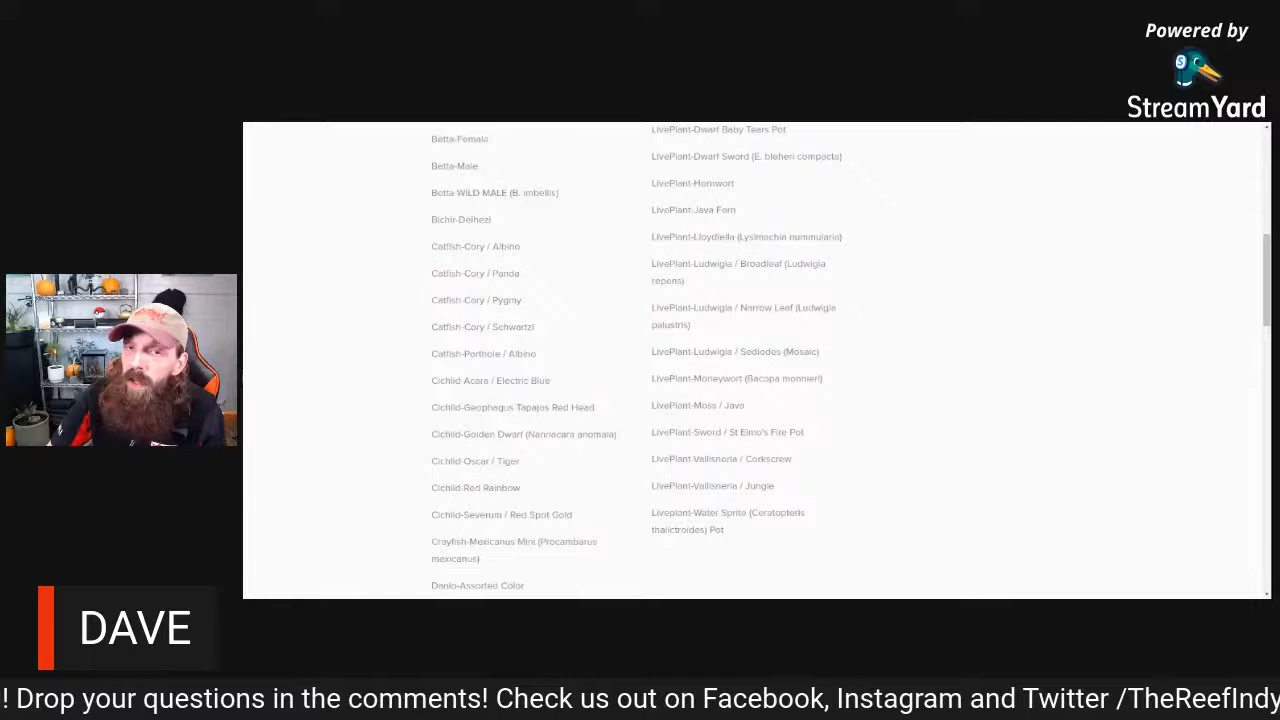 Powered by
StreamYard
Betta-Female
Betta-Male
Betta-WILD MALE (B. imbellis)
Bichir-Delhezi
Catfish-Cory / Albino
Catfish-Cory / Panda
Catfish-Cory / Pygmy
Catfish-Cory / Schwartzi
Catfish-Porthole / Albino
Cichlid-Acara / Electric Blue
Cichlid-Geophagus Tapajos Red Head
Cichlid-Golden Dwarf (Nannacara anomala)
Cichlid-Oscar / Tiger
Cichlid-Red Rainbow
Cichlid-Severum / Red Spot Gold
Crayfish-Mexicanus Mini (Procambarus
mexicanus)
Danio-Assorted Color
LivePlant-Dwarf Baby Tears Pot
LivePlant-Dwarf Sword (E. bleheri compacta)
LivePlant-Hornwort
LivePlant-Java Fern
LivePlant-Lloydiella (Lysimachia nummularia)
LivePlant-Ludwigia / Broadleaf (Ludwigia
repens)
LivePlant-Ludwigia / Narrow Leaf (Ludwigia
palustris)
LivePlant-Ludwigia / Sediodes (Mosaic)
LivePlant-Moneywort (Bacopa monnieri)
LivePlant-Moss / Java
LivePlant-Sword / St Elmo's Fire Pot
LivePlant-Vallisneria / Corkscrew
LivePlant-Vallisneria / Jungle
Liveplant-Water Sprite (Ceratopteris
thalictroides) Pot
DAVE
! Drop your questions in the comments! Check us out on Facebook, Instagram and Twitter /TheReefIndy